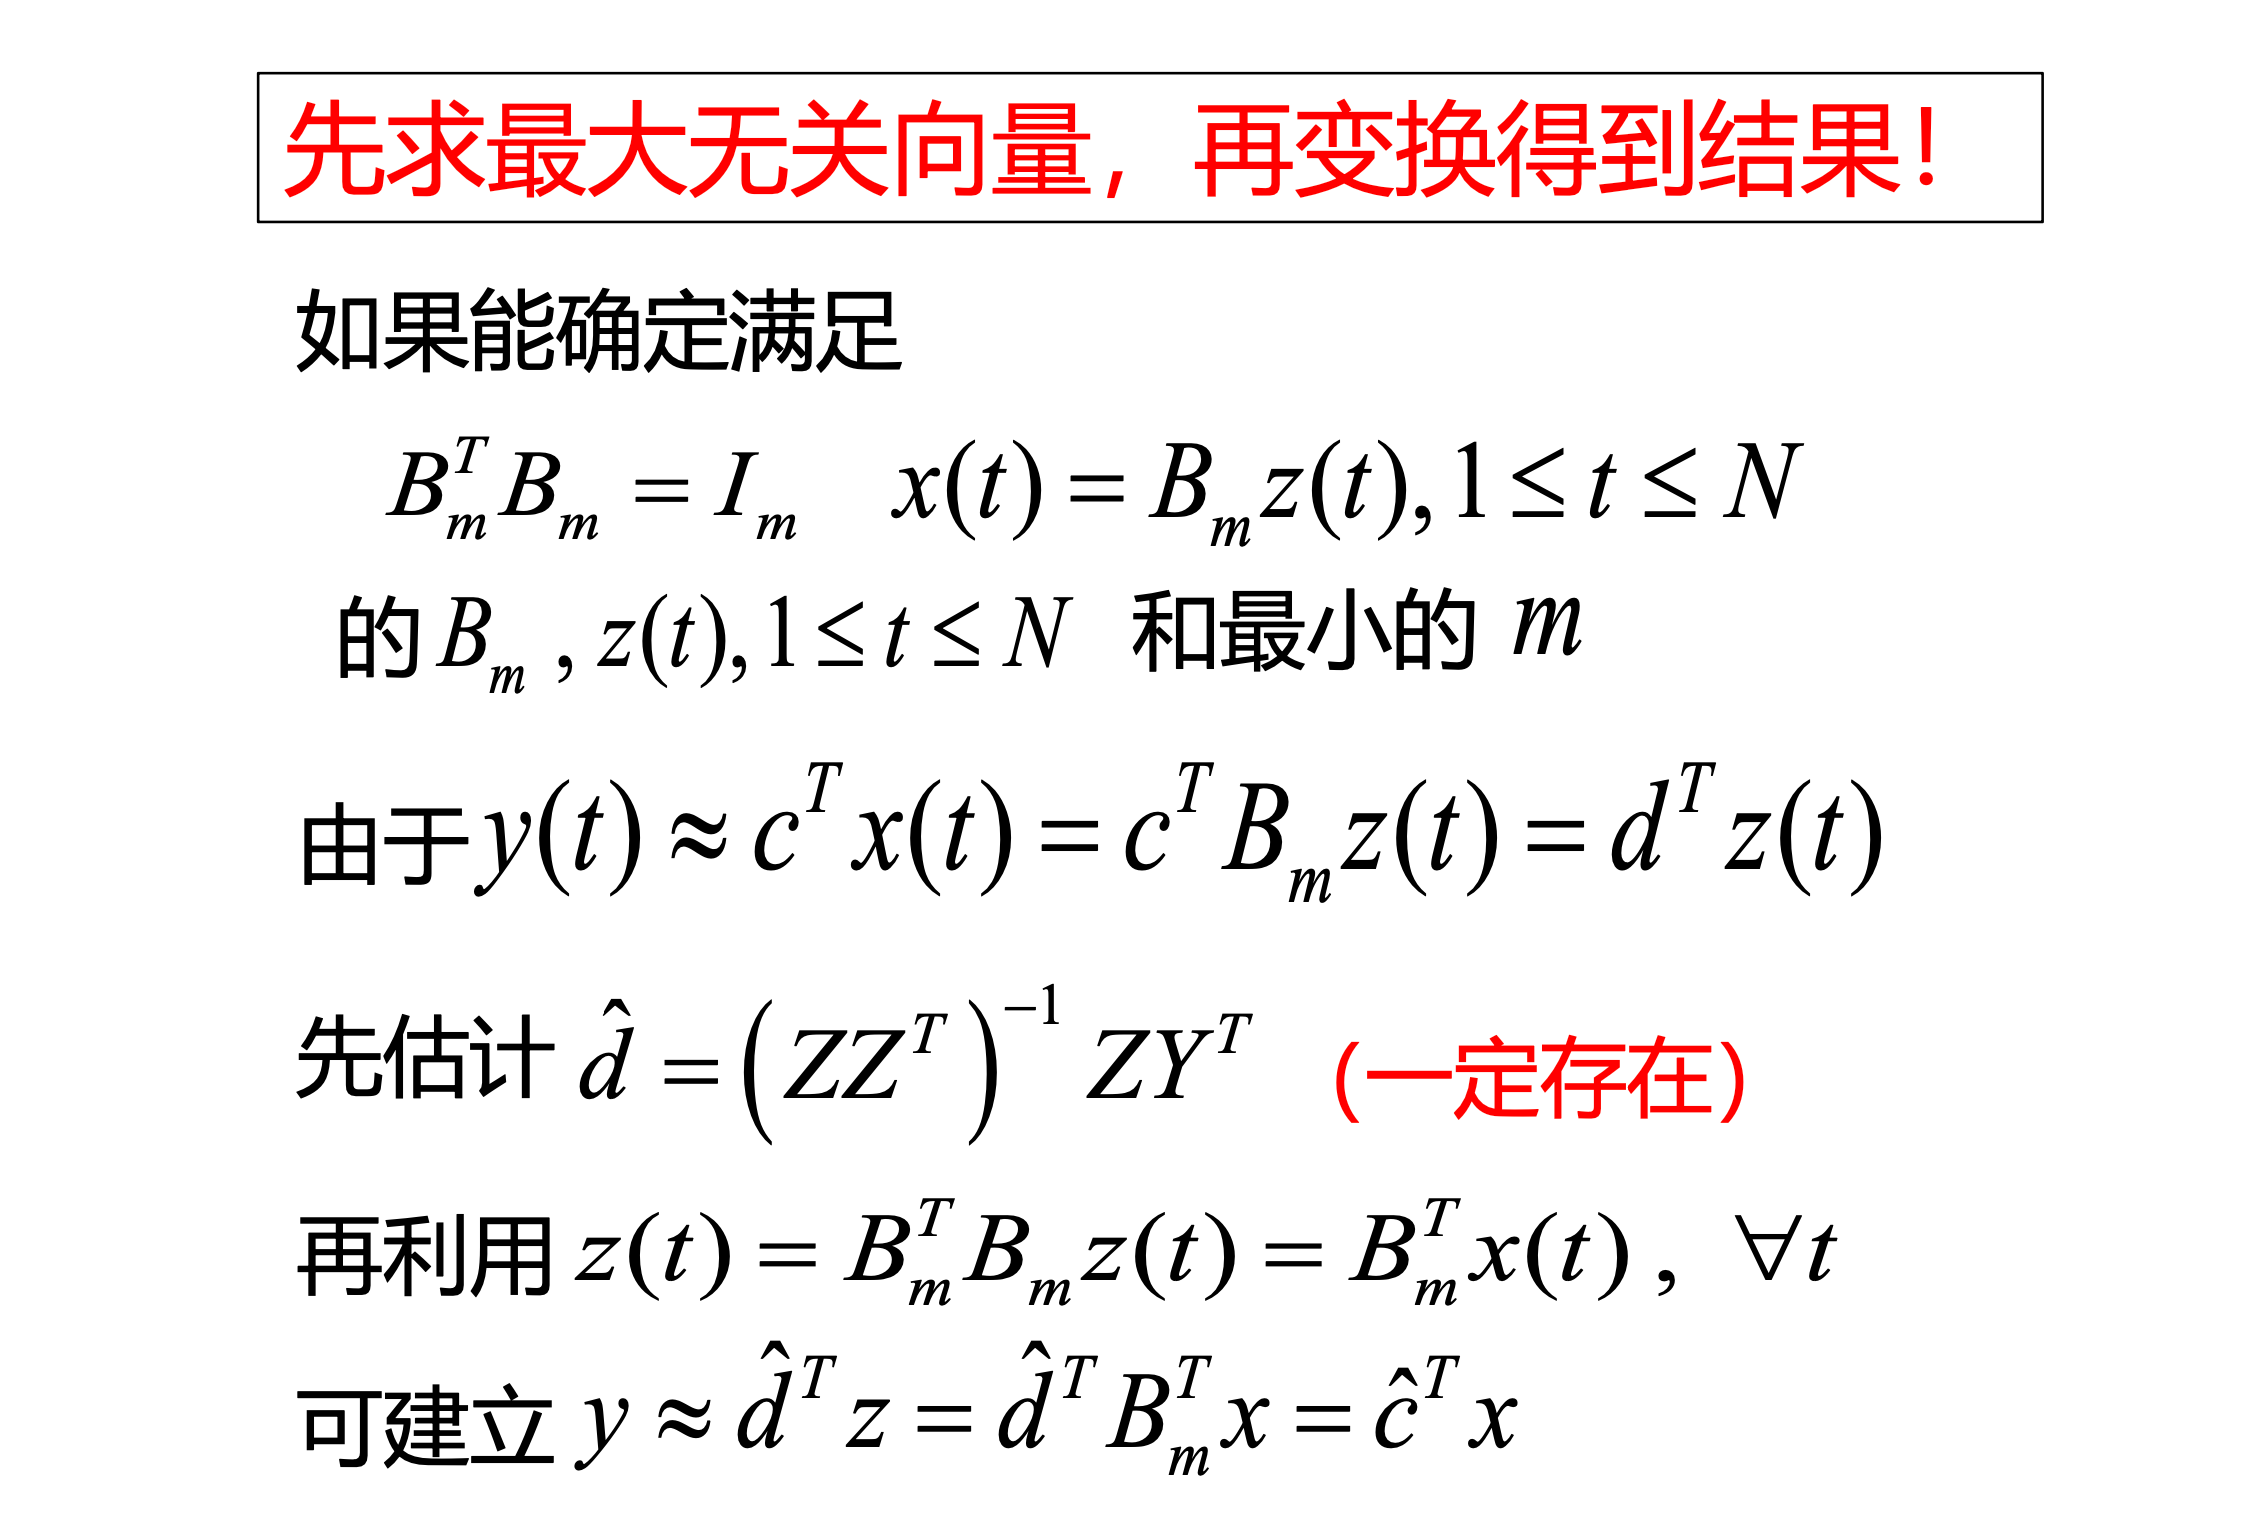 先求最大无关向量，再变换得到结果！
如果能确定满足
$B_m^T B_m = I_m \quad x(t) = B_m z(t), 1 \le t \le N$
的 $B_m$ , $z(t), 1 \le t \le N$ 和最小的 $m$
由于 $y(t) \approx c^T x(t) = c^T B_m z(t) = d^T z(t)$
先估计 $\hat{d} = \left( ZZ^T \right)^{-1} ZY^T$ (一定存在)
再利用 $z(t) = B_m^T B_m z(t) = B_m^T x(t)$ , $\forall t$
可建立 $y \approx \hat{d}^T z = \hat{d}^T B_m^T x = \hat{c}^T x$